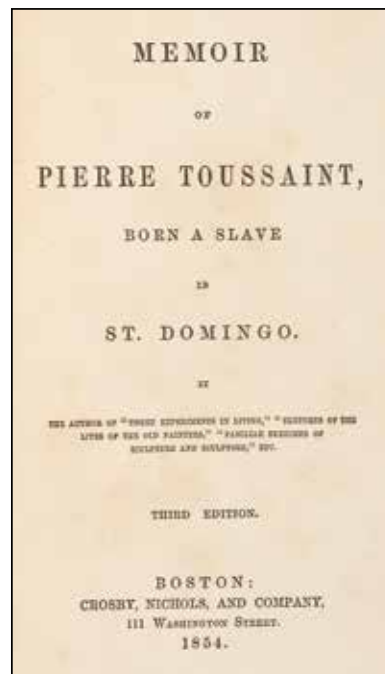 MEMOIR
OF
PIERRE TOUSSAINT,
BORN A SLAVE
IN
ST. DOMINGO.
BY
THE AUTHOR OF "THREE EXPERIMENTS IN LIVING," "SKETCHES OF THE
LIVES OF THE OLD PAINTERS," "FAMILIAR SKETCHES OF
SCULPTURE AND SCULPTORS," ETC.
THIRD EDITION.
BOSTON:
CROSBY, NICHOLS, AND COMPANY,
111 WASHINGTON STREET.
1854.